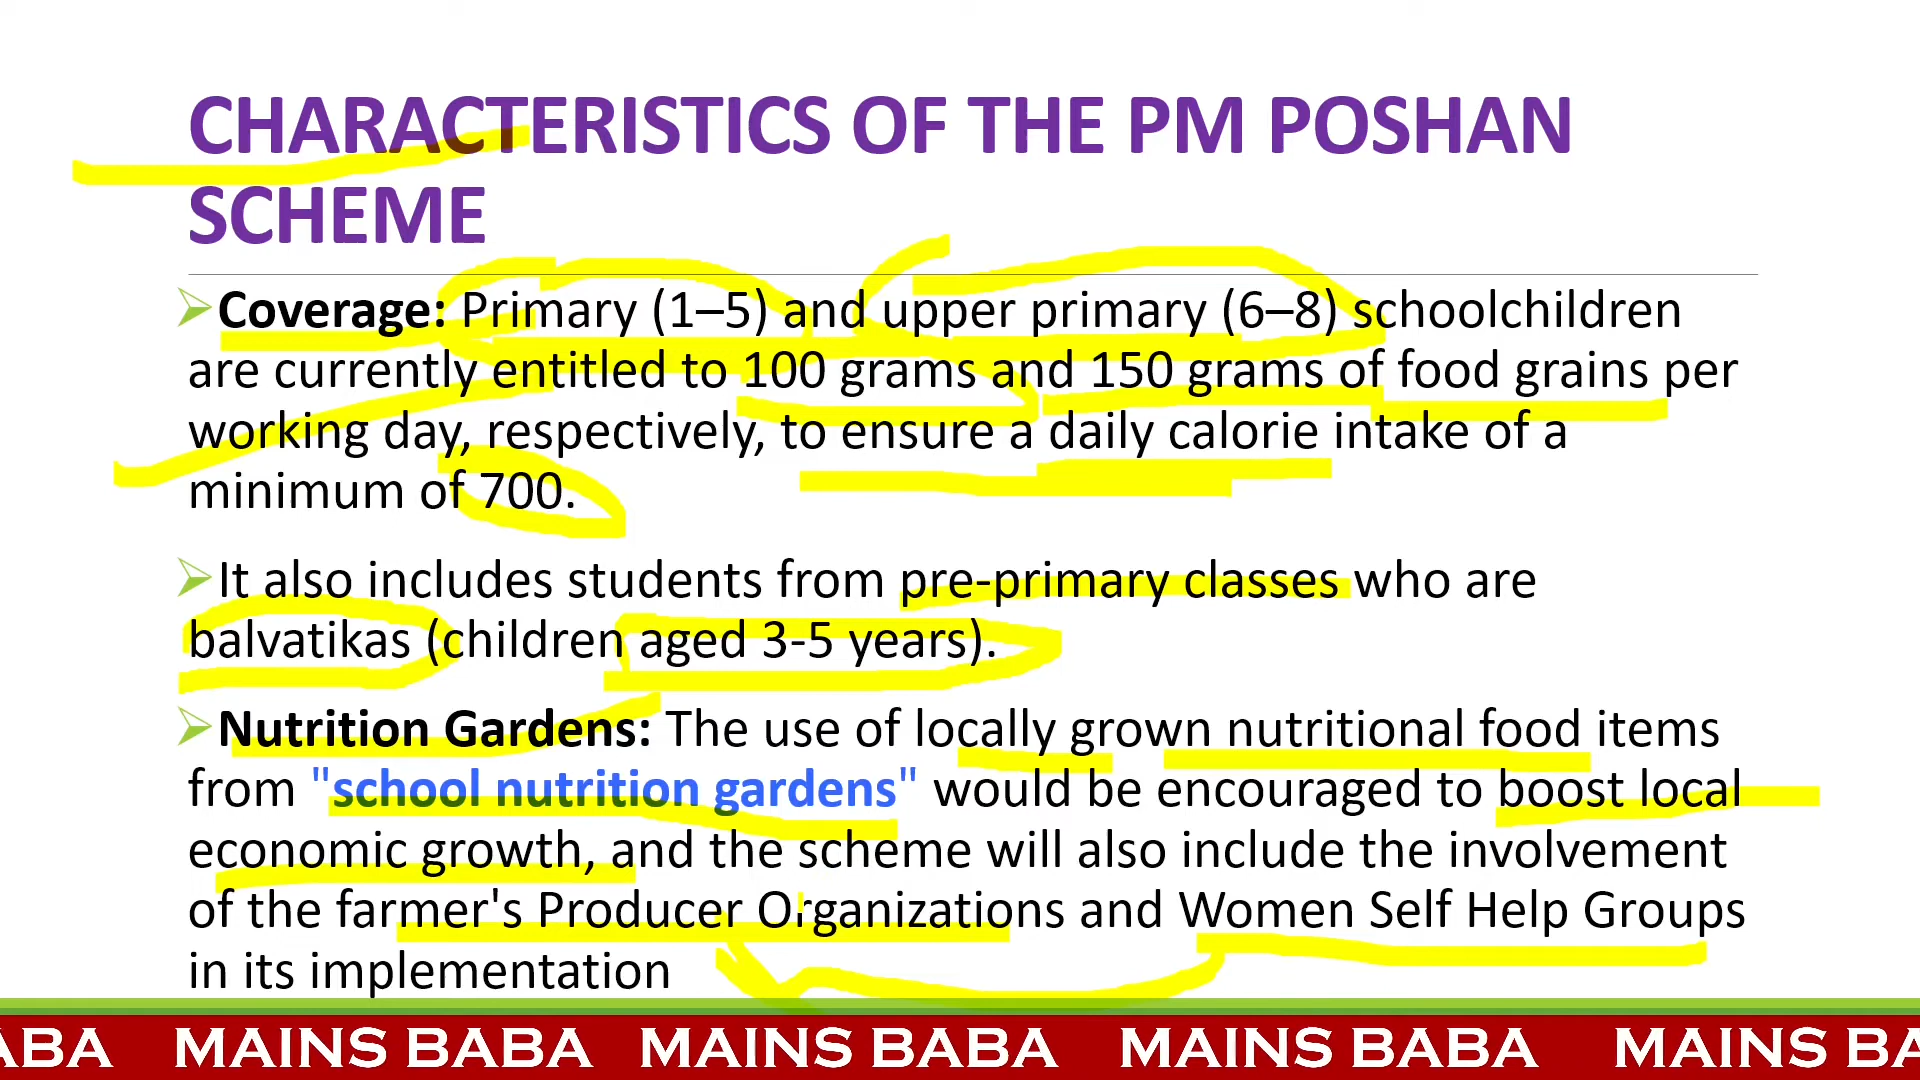 CHARACTERISTICS OF THE PM POSHAN
SCHEME
Coverage: Primary (1–5) and upper primary (6–8) schoolchildren
are currently entitled to 100 grams and 150 grams of food grains per
working day, respectively, to ensure a daily calorie intake of a
minimum of 700.
It also includes students from pre-primary classes who are
balvatikas (children aged 3-5 years).
Nutrition Gardens: The use of locally grown nutritional food items
from "school nutrition gardens" would be encouraged to boost local
economic growth, and the scheme will also include the involvement
of the farmer's Producer Organizations and Women Self Help Groups
in its implementation
ABA MAINS BABA MAINS BABA MAINS BABA MAINS BA